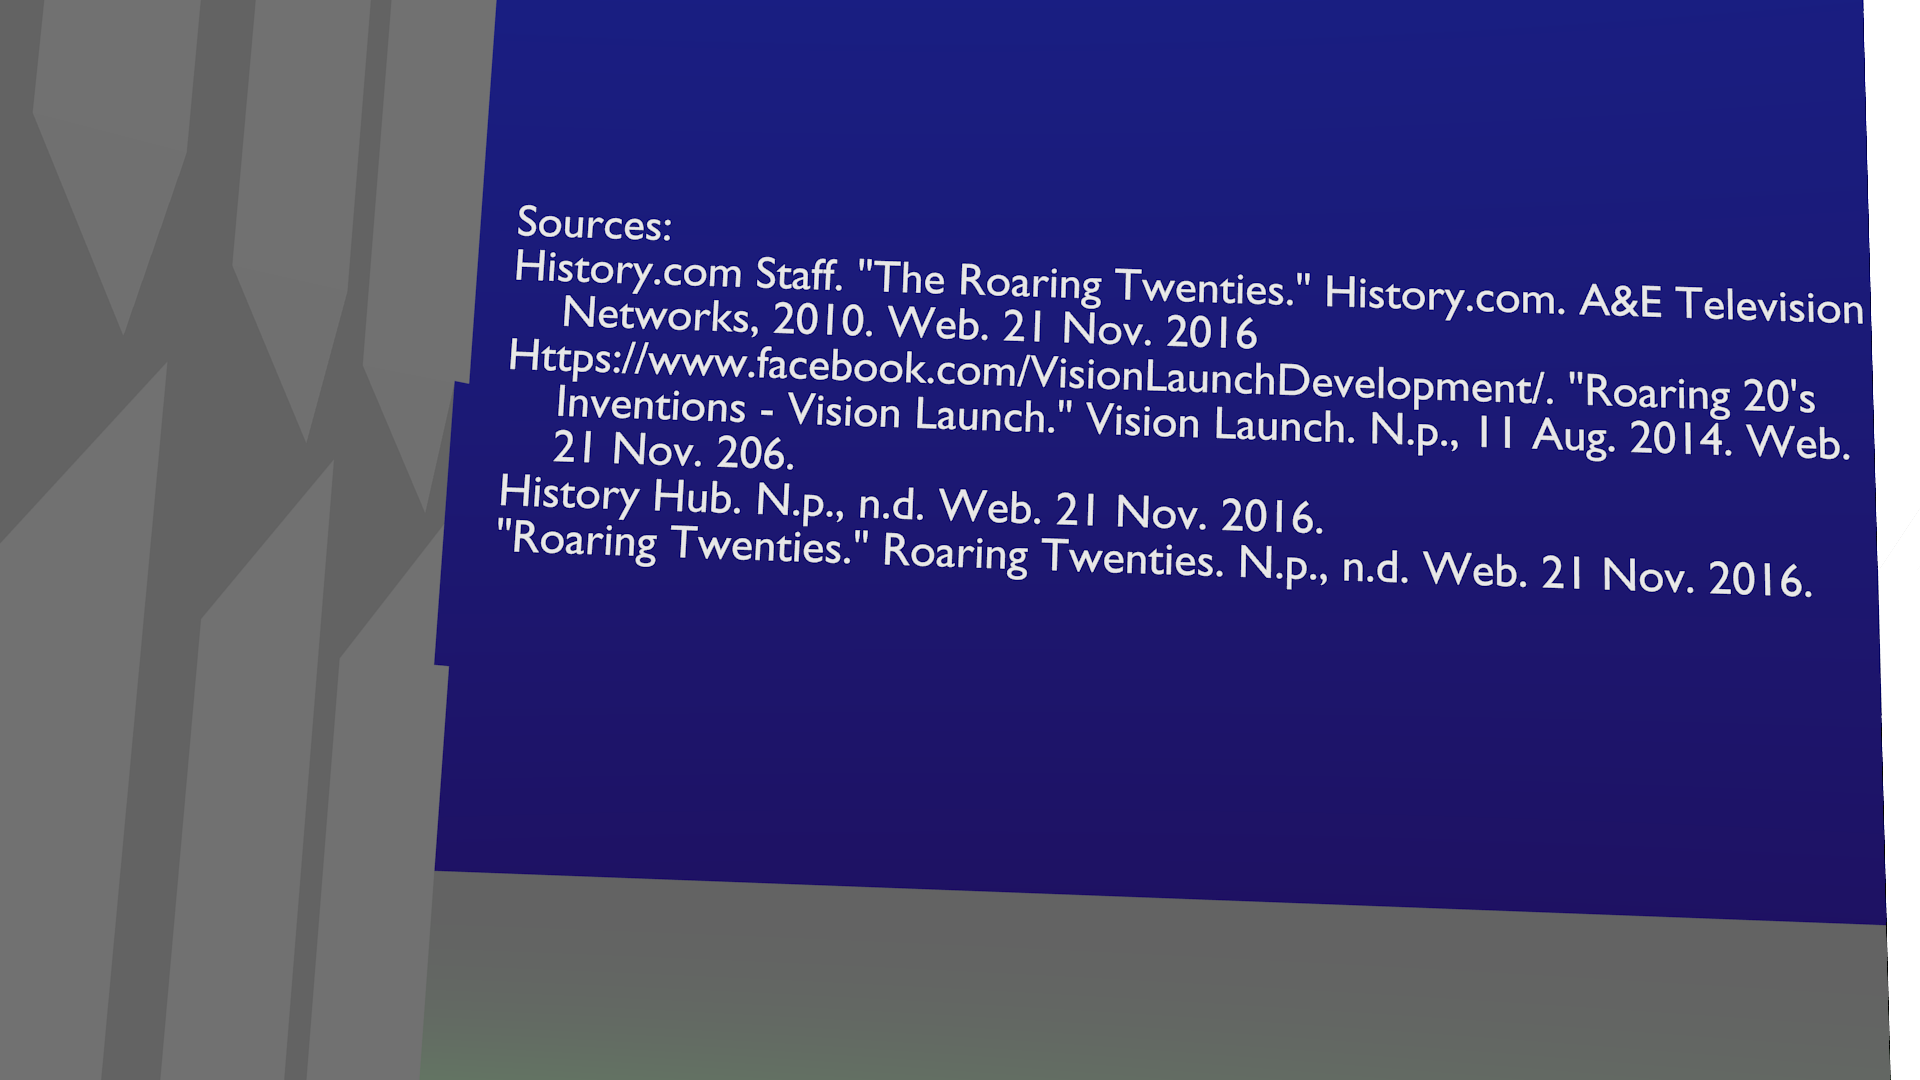 Sources:
History.com Staff. "The Roaring Twenties." History.com. A&E Television
Networks, 2010. Web. 21 Nov. 2016
Https://www.facebook.com/VisionLaunchDevelopment/. "Roaring 20's
Inventions - Vision Launch." Vision Launch. N.p., 11 Aug. 2014. Web.
21 Nov. 206.
History Hub. N.p., n.d. Web. 21 Nov. 2016.
"Roaring Twenties." Roaring Twenties. N.p., n.d. Web. 21 Nov. 2016.